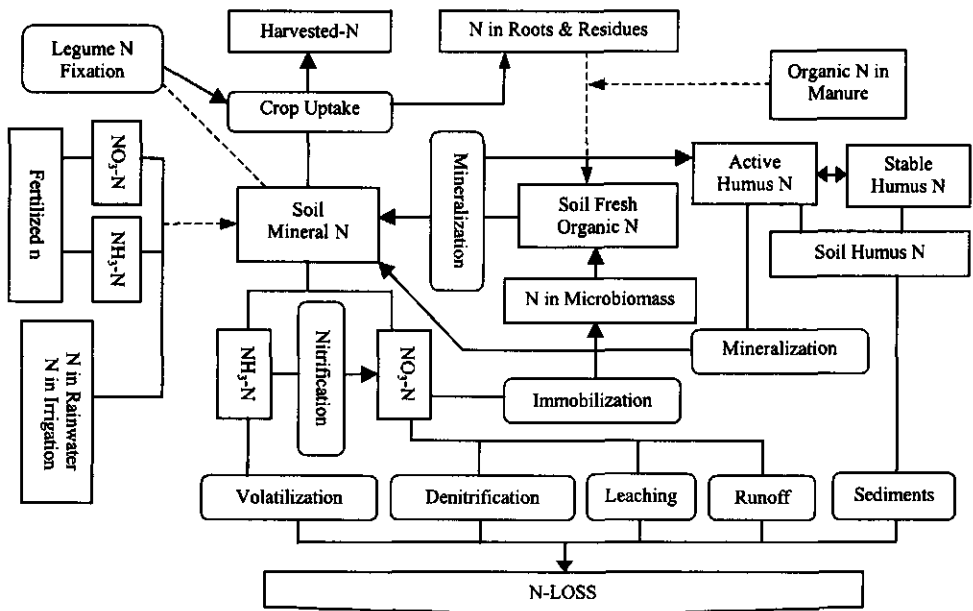 Legume N
Fixation
Harvested-N
N in Roots & Residues
Organic N in
Manure
Crop Uptake
Fertilized n
NO₃-N
NH₃-N
N in Rainwater
N in Irrigation
Soil
Mineral N
Mineralization
Soil Fresh
Organic N
Active
Humus N
Stable
Humus N
Soil Humus N
N in Microbiomass
Mineralization
NH₃-N
Nitrification
NO₃-N
Immobilization
Volatilization
Denitrification
Leaching
Runoff
Sediments
N-LOSS